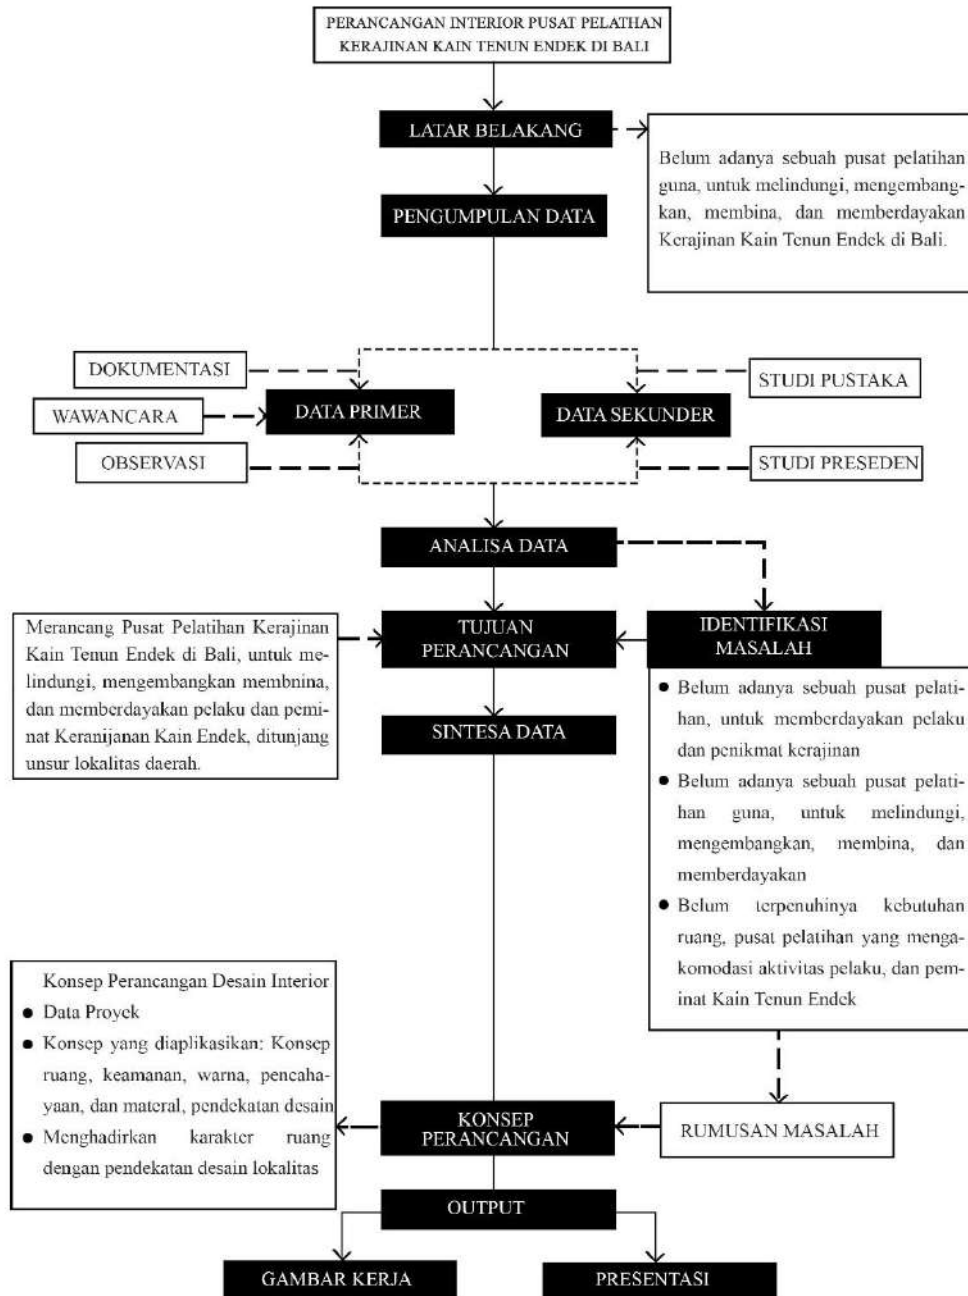 PERANCANGAN INTERIOR PUSAT PELATHAN
KERAJINAN KAIN TENUN ENDEK DI BALI
LATAR BELAKANG
Belum adanya sebuah pusat pelatihan
guna, untuk melindungi, mengembang-
kan, membina, dan memberdayakan
Kerajinan Kain Tenun Endek di Bali.
PENGUMPULAN DATA
DOKUMENTASI
WAWANCARA
OBSERVASI
DATA PRIMER
DATA SEKUNDER
STUDI PUSTAKA
STUDI PRESEDEN
ANALISA DATA
Merancang Pusat Pelatihan Kerajinan
Kain Tenun Endek di Bali, untuk me-
lindungi, mengembangkan membnina,
dan memberdayakan pelaku dan pemi-
nat Keranijanan Kain Endek, ditunjang
unsur lokalitas daerah.
TUJUAN
PERANCANGAN
IDENTIFIKASI
MASALAH
● Belum adanya sebuah pusat pelati-
han, untuk memberdayakan pelaku
dan penikmat kerajinan
● Belum adanya sebuah pusat pelati-
han guna, untuk melindungi,
mengembangkan, membina, dan
memberdayakan
● Belum terpenuhinya kebutuhan
ruang, pusat pelatihan yang menga-
komodasi aktivitas pelaku, dan pem-
inat Kain Tenun Endek
SINTESA DATA
Konsep Perancangan Desain Interior
● Data Proyek
● Konsep yang diaplikasikan: Konsep
ruang, keamanan, warna, pencaha-
yaan, dan materal, pendekatan desain
● Menghadirkan karakter ruang
dengan pendekatan desain lokalitas
KONSEP
PERANCANGAN
RUMUSAN MASALAH
OUTPUT
GAMBAR KERJA
PRESENTASI